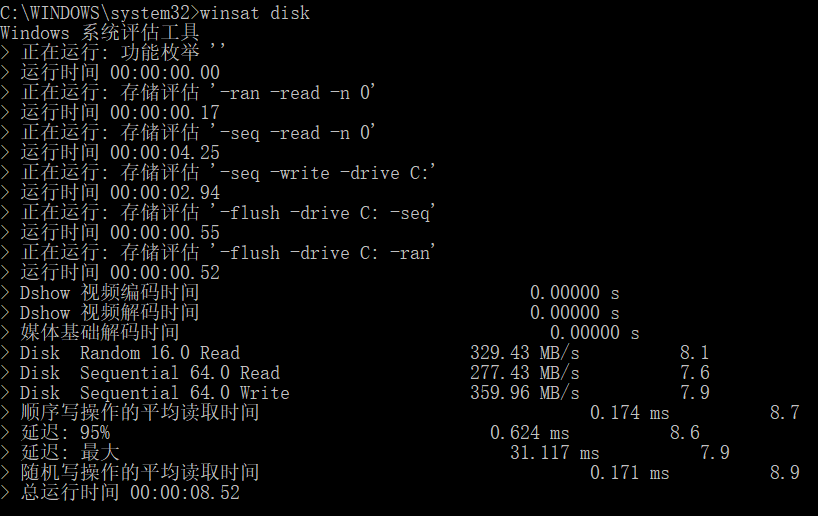 C:\WINDOWS\system32>winsat disk
Windows 系统评估工具
> 正在运行: 功能枚举 ''
> 运行时间 00:00:00.00
> 正在运行: 存储评估 '-ran -read -n 0'
> 运行时间 00:00:00.17
> 正在运行: 存储评估 '-seq -read -n 0'
> 运行时间 00:00:04.25
> 正在运行: 存储评估 '-seq -write -drive C:'
> 运行时间 00:00:02.94
> 正在运行: 存储评估 '-flush -drive C: -seq'
> 运行时间 00:00:00.55
> 正在运行: 存储评估 '-flush -drive C: -ran'
> 运行时间 00:00:00.52
> Dshow 视频编码时间 0.00000 s
> Dshow 视频解码时间 0.00000 s
> 媒体基础解码时间 0.00000 s
> Disk  Random 16.0 Read 329.43 MB/s 8.1
> Disk  Sequential 64.0 Read 277.43 MB/s 7.6
> Disk  Sequential 64.0 Write 359.96 MB/s 7.9
> 顺序写操作的平均读取时间 0.174 ms 8.7
> 延迟: 95% 0.624 ms 8.6
> 延迟: 最大 31.117 ms 7.9
> 随机写操作的平均读取时间 0.171 ms 8.9
> 总运行时间 00:00:08.52